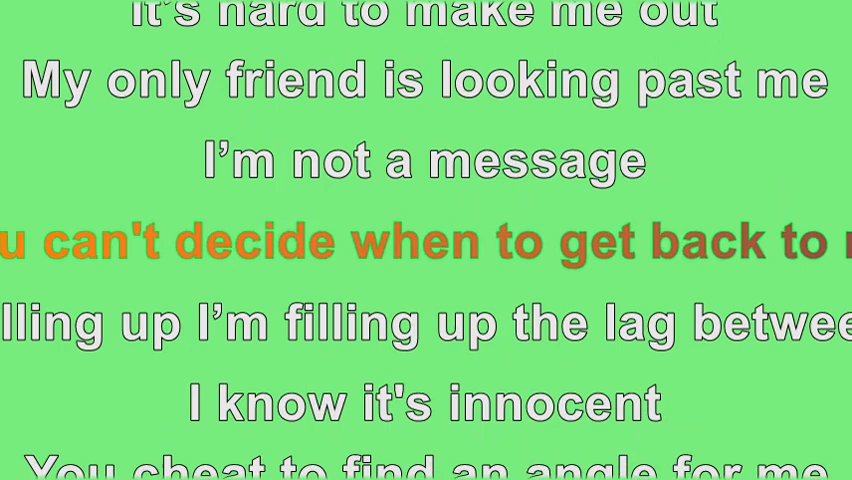 It's hard to make me out
My only friend is looking past me
I’m not a message
u can't decide when to get back to
lling up I’m filling up the lag betwee
I know it's innocent
You cheat to find an angle for me